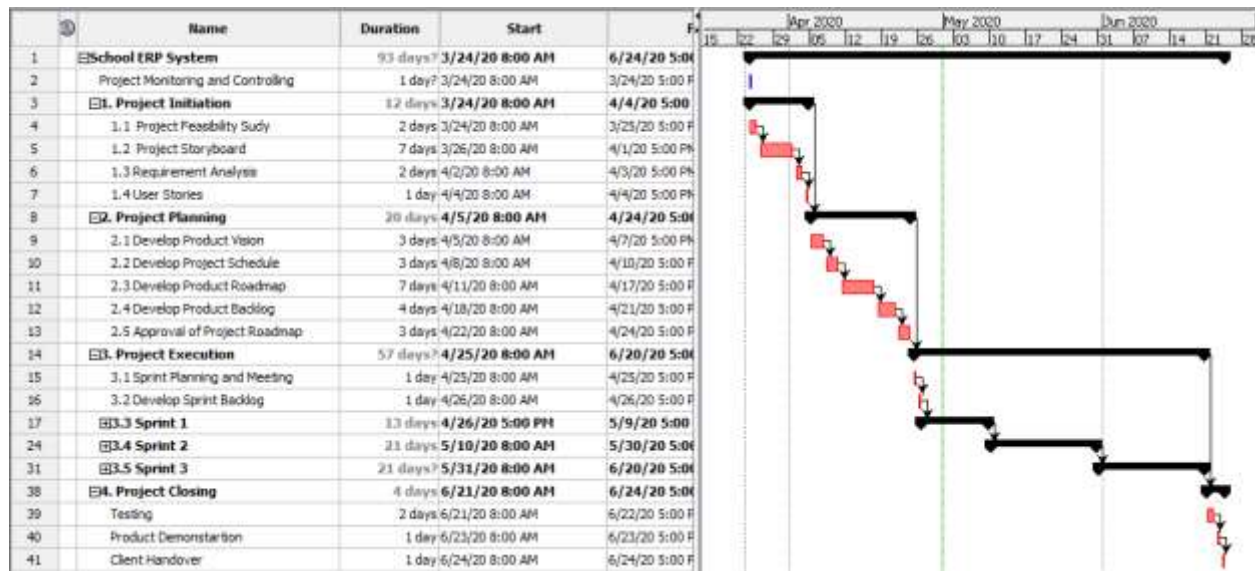 Name Duration Start F
Apr 2020 May 2020 Jun 2020
15 22 29 05 12 19 26 03 10 17 24 31 07 14 21 28
1 School ERP System 93 days? 3/24/20 8:00 AM 6/24/20 5:00
2 Project Monitoring and Controlling 1 day? 3/24/20 8:00 AM 3/24/20 5:00 P
3 1. Project Initiation 12 days 3/24/20 8:00 AM 4/4/20 5:00
4 1.1 Project Feasibility Sudy 2 days 3/24/20 8:00 AM 3/25/20 5:00 P
5 1.2 Project Storyboard 7 days 3/26/20 8:00 AM 4/1/20 5:00 PM
6 1.3 Requirement Analysis 2 days 4/2/20 8:00 AM 4/3/20 5:00 PM
7 1.4 User Stories 1 day 4/4/20 8:00 AM 4/4/20 5:00 PM
8 2. Project Planning 20 days 4/5/20 8:00 AM 4/24/20 5:00
9 2.1 Develop Product Vision 3 days 4/5/20 8:00 AM 4/7/20 5:00 PM
10 2.2 Develop Project Schedule 3 days 4/8/20 8:00 AM 4/10/20 5:00 P
11 2.3 Develop Product Roadmap 7 days 4/11/20 8:00 AM 4/17/20 5:00 P
12 2.4 Develop Product Backlog 4 days 4/18/20 8:00 AM 4/21/20 5:00 P
13 2.5 Approval of Project Roadmap 3 days 4/22/20 8:00 AM 4/24/20 5:00 P
14 3. Project Execution 57 days? 4/25/20 8:00 AM 6/20/20 5:00
15 3.1 Sprint Planning and Meeting 1 day 4/25/20 8:00 AM 4/25/20 5:00 P
16 3.2 Develop Sprint Backlog 1 day 4/26/20 8:00 AM 4/26/20 5:00 P
17 3.3 Sprint 1 13 days 4/26/20 5:00 PM 5/9/20 5:00
24 3.4 Sprint 2 21 days 5/10/20 8:00 AM 5/30/20 5:00
31 3.5 Sprint 3 21 days? 5/31/20 8:00 AM 6/20/20 5:00
38 4. Project Closing 4 days 6/21/20 8:00 AM 6/24/20 5:00
39 Testing 2 days 6/21/20 8:00 AM 6/22/20 5:00 P
40 Product Demonstartion 1 day 6/23/20 8:00 AM 6/23/20 5:00 P
41 Client Handover 1 day 6/24/20 8:00 AM 6/24/20 5:00 P